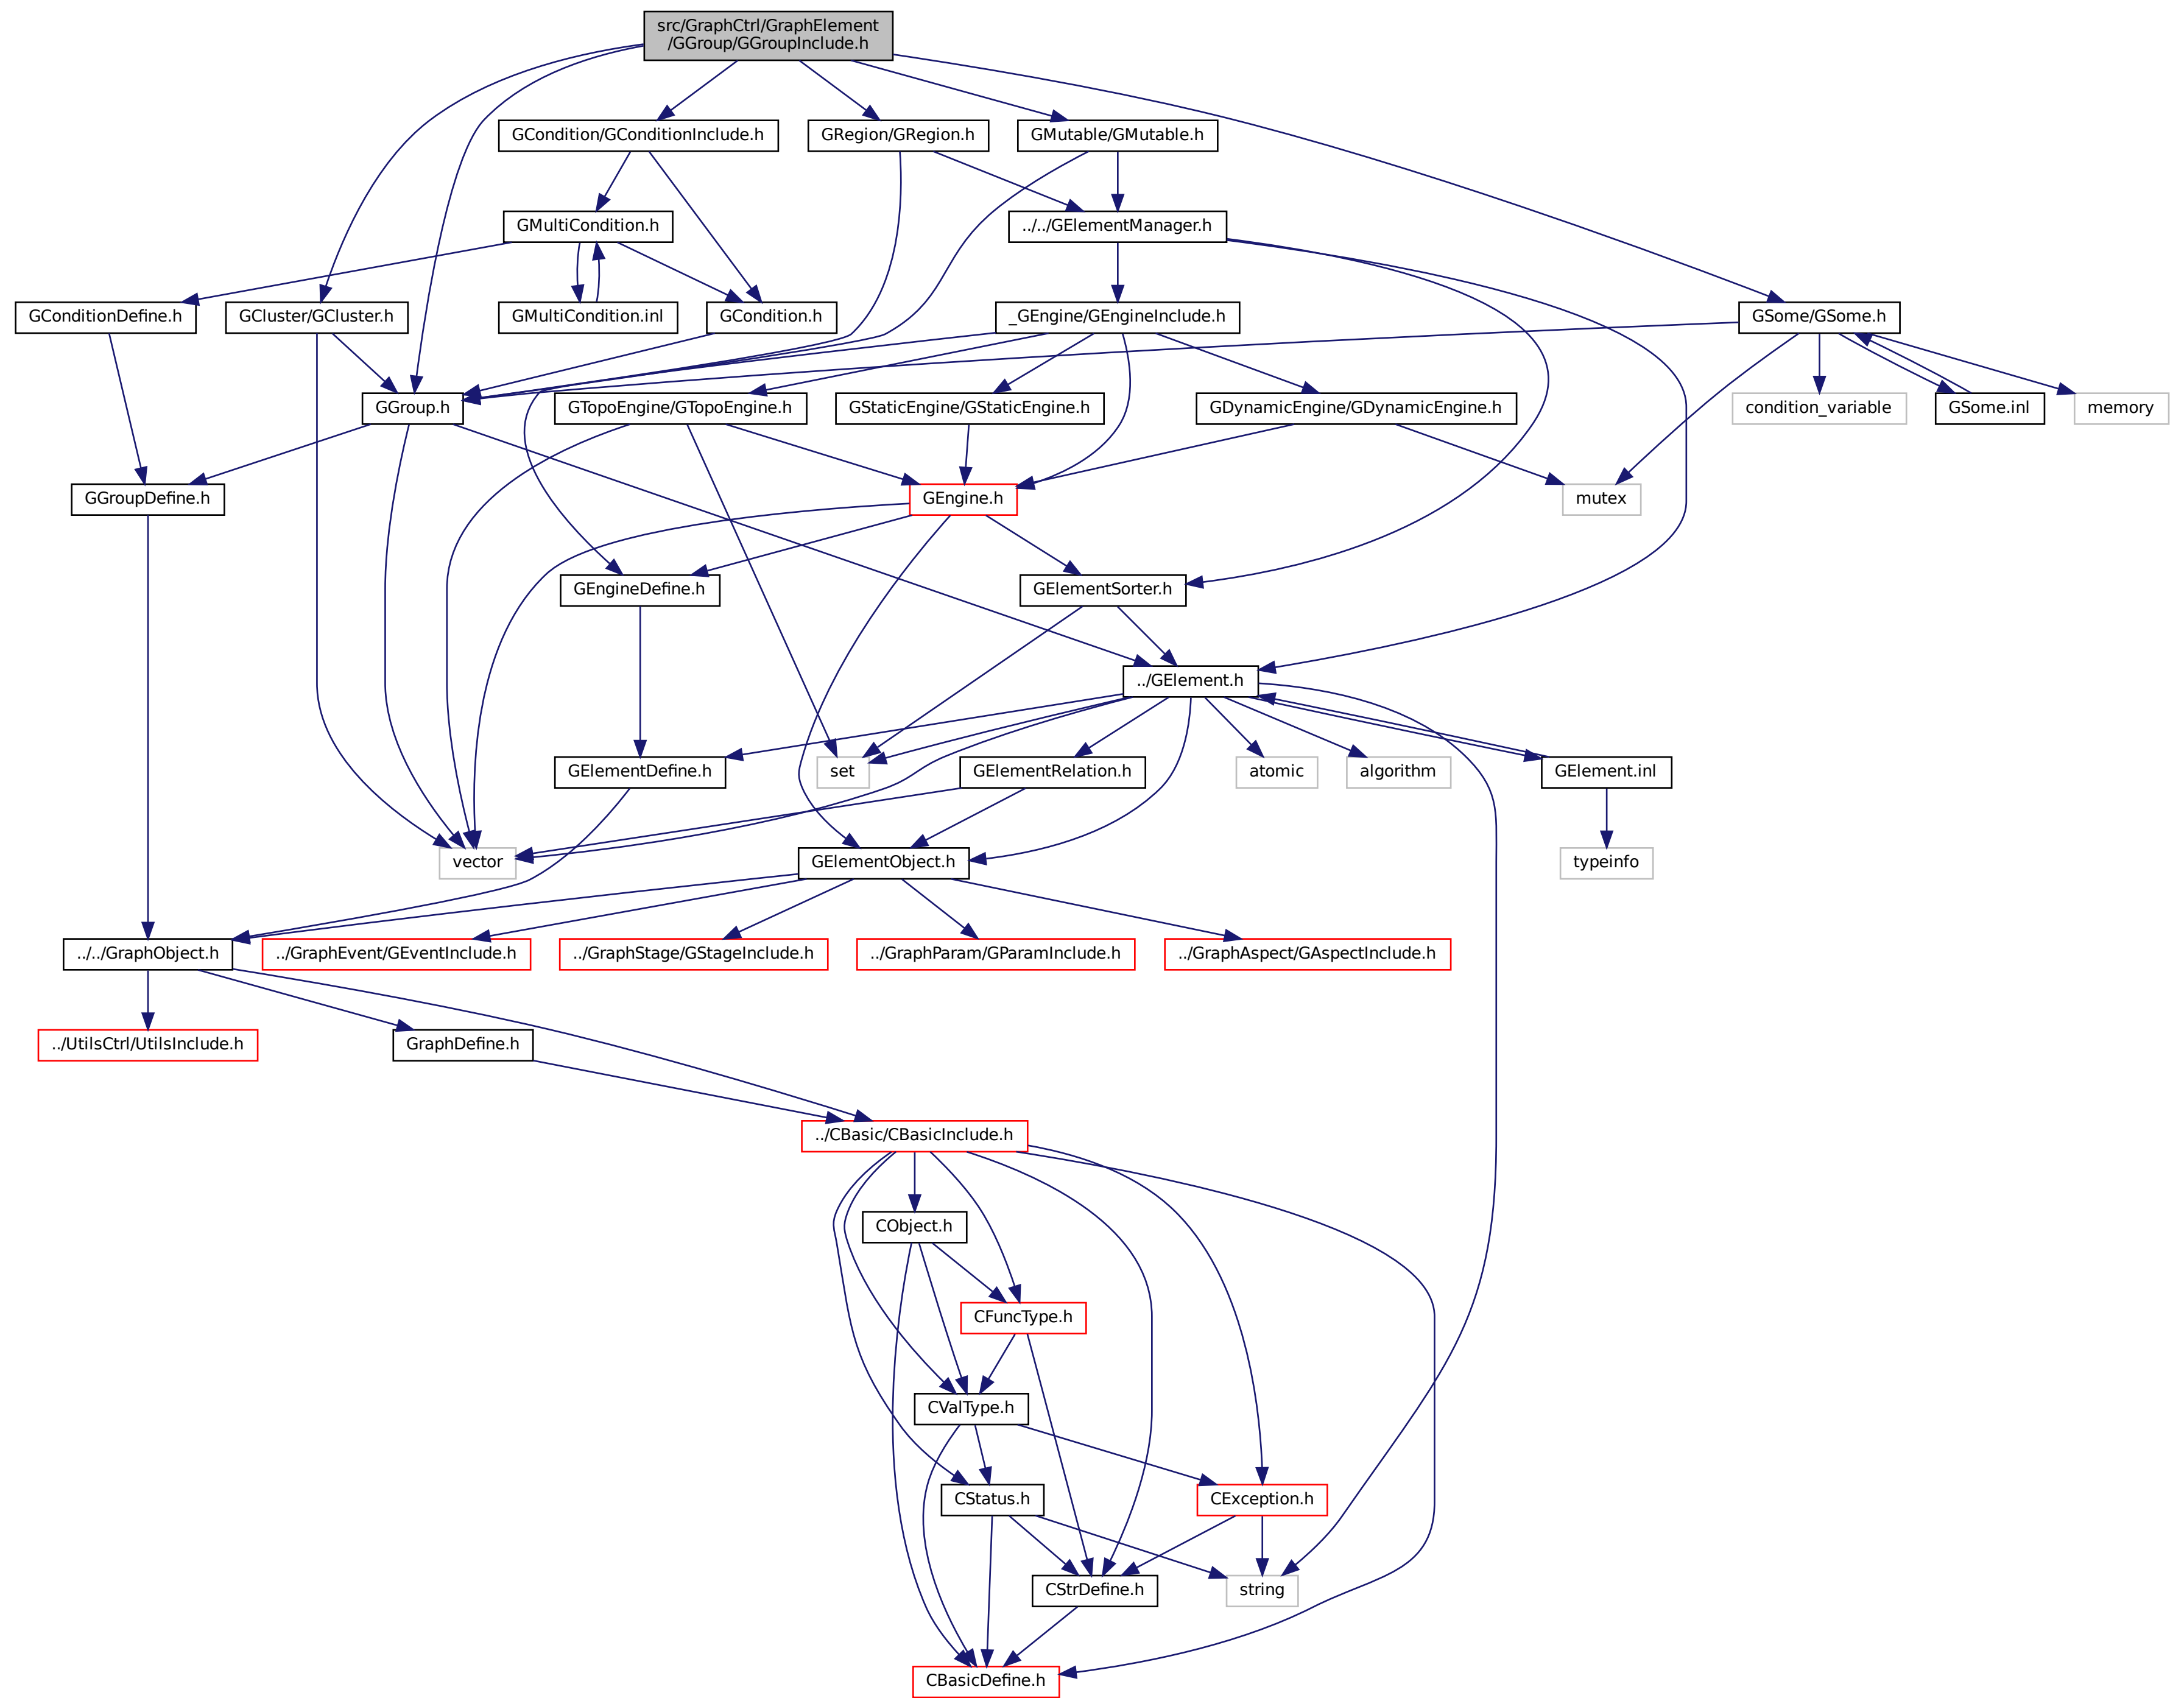 src/GraphCtrl/GraphElement
/GGroup/GGroupInclude.h
GCondition/GConditionInclude.h
GRegion/GRegion.h
GMutable/GMutable.h
GMultiCondition.h
../../GElementManager.h
GConditionDefine.h
GCluster/GCluster.h
GMultiCondition.inl
GCondition.h
_GEngine/GEngineInclude.h
GSome/GSome.h
GGroup.h
GTopoEngine/GTopoEngine.h
GStaticEngine/GStaticEngine.h
GDynamicEngine/GDynamicEngine.h
condition_variable
GSome.inl
memory
GGroupDefine.h
GEngine.h
mutex
GEngineDefine.h
GElementSorter.h
../GElement.h
GElementDefine.h
set
GElementRelation.h
atomic
algorithm
GElement.inl
vector
GElementObject.h
typeinfo
../../GraphObject.h
../GraphEvent/GEventInclude.h
../GraphStage/GStageInclude.h
../GraphParam/GParamInclude.h
../GraphAspect/GAspectInclude.h
../UtilsCtrl/UtilsInclude.h
GraphDefine.h
../CBasic/CBasicInclude.h
CObject.h
CFuncType.h
CValType.h
CStatus.h
CException.h
CStrDefine.h
string
CBasicDefine.h